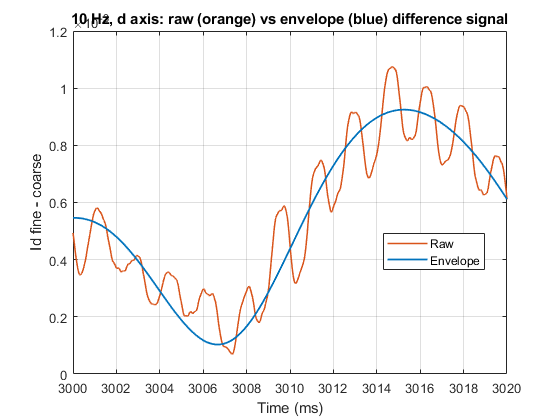 10 Hz, d axis: raw (orange) vs envelope (blue) difference signal
1.2
1
0.8
0.6
0.4
0.2
0
Id fine - coarse
Raw
Envelope
3000 3002 3004 3006 3008 3010 3012 3014 3016 3018 3020
Time (ms)